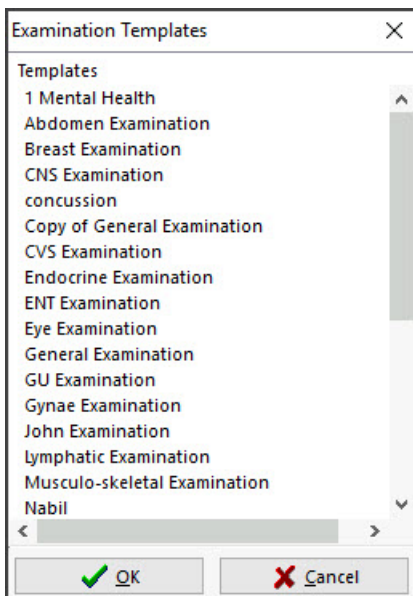 Examination Templates
Templates
1 Mental Health
Abdomen Examination
Breast Examination
CNS Examination
concussion
Copy of General Examination
CVS Examination
Endocrine Examination
ENT Examination
Eye Examination
General Examination
GU Examination
Gynae Examination
John Examination
Lymphatic Examination
Musculo-skeletal Examination
Nabil
OK Cancel